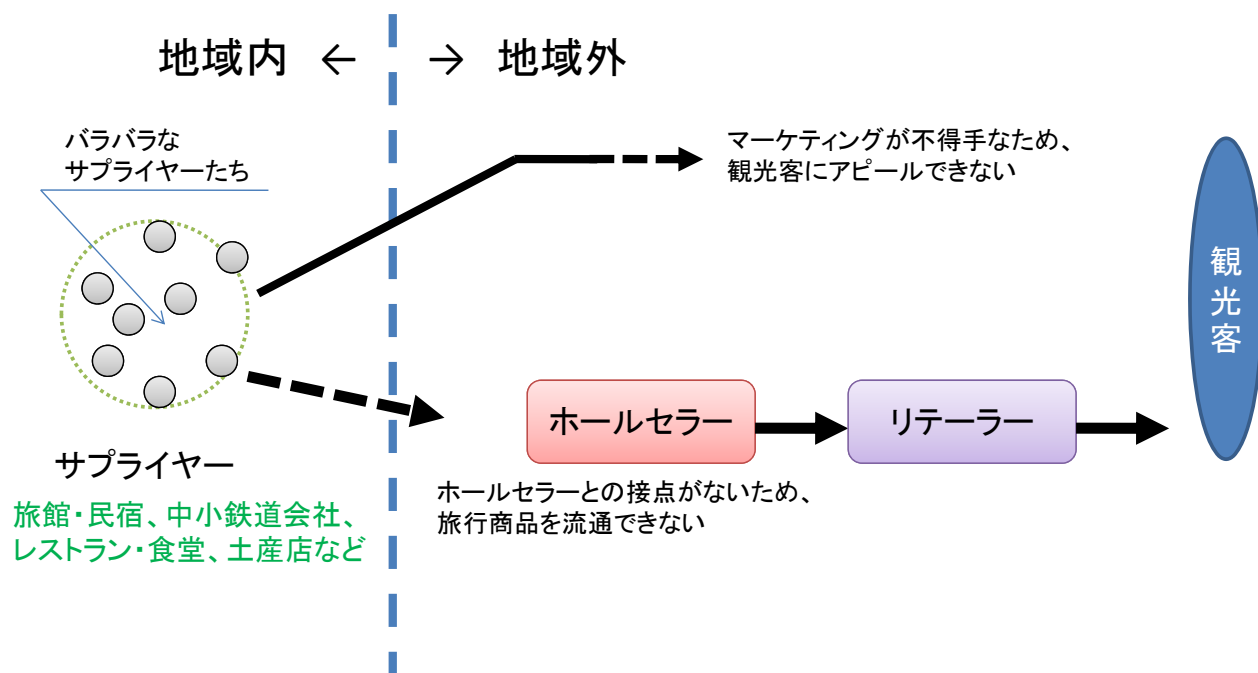 地域内 ← → 地域外
バラバラな
サプライヤーたち
マーケティングが不得手なため、
観光客にアピールできない
観光客
ホールセラー
リテーラー
サプライヤー
ホールセラーとの接点がないため、
旅行商品を流通できない
旅館・民宿、中小鉄道会社、
レストラン・食堂、土産店など